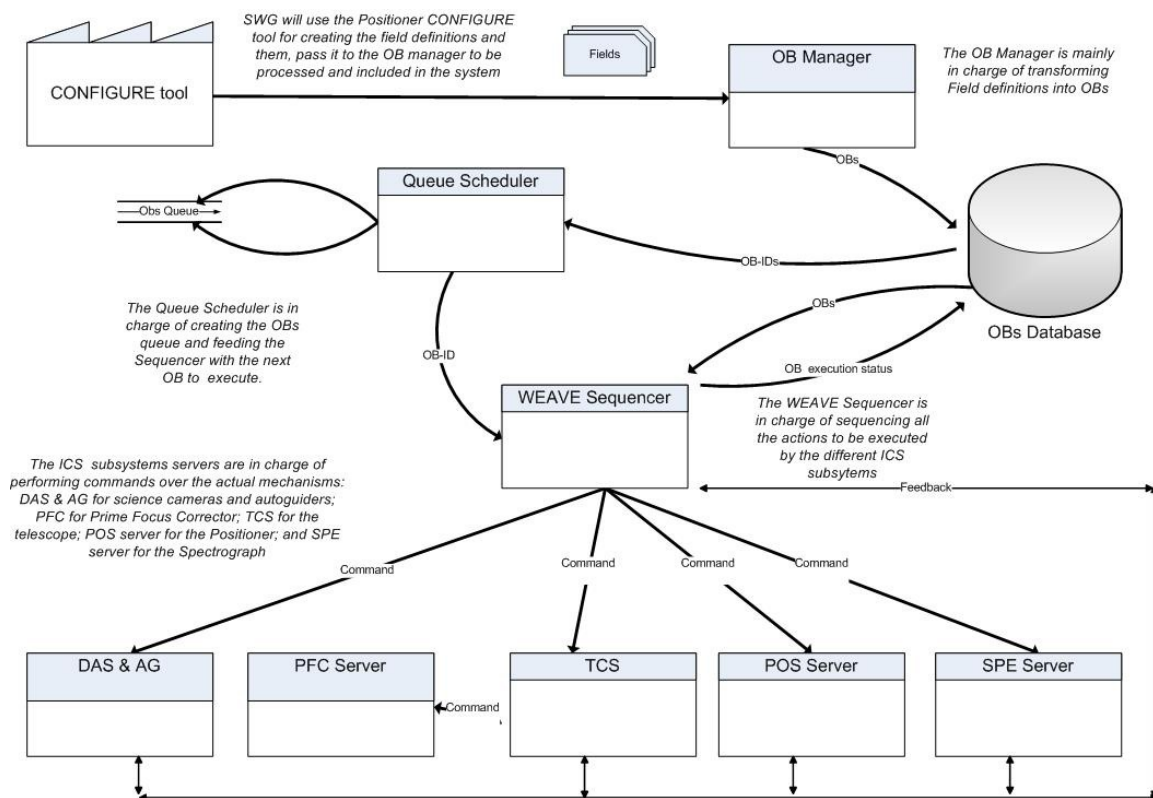 SWG will use the Positioner CONFIGURE
tool for creating the field definitions and
them, pass it to the OB manager to be
processed and included in the system
Fields
OB Manager
The OB Manager is mainly
in charge of transforming
Field definitions into OBs
CONFIGURE tool
OBs
Queue Scheduler
Obs Queue
OB-IDs
The Queue Scheduler is in
charge of creating the OBs
queue and feeding the
Sequencer with the next
OB to execute.
OBs
OBs Database
OB-ID
OB execution status
WEAVE Sequencer
The WEAVE Sequencer is
in charge of sequencing all
the actions to be executed
by the different ICS
subsytems
Feedback
The ICS subsystems servers are in charge of
performing commands over the actual mechanisms:
DAS & AG for science cameras and autoguiders;
PFC for Prime Focus Corrector; TCS for the
telescope; POS server for the Positioner; and SPE
server for the Spectrograph
Command
Command
Command
Command
DAS & AG
PFC Server
TCS
POS Server
SPE Server
Command